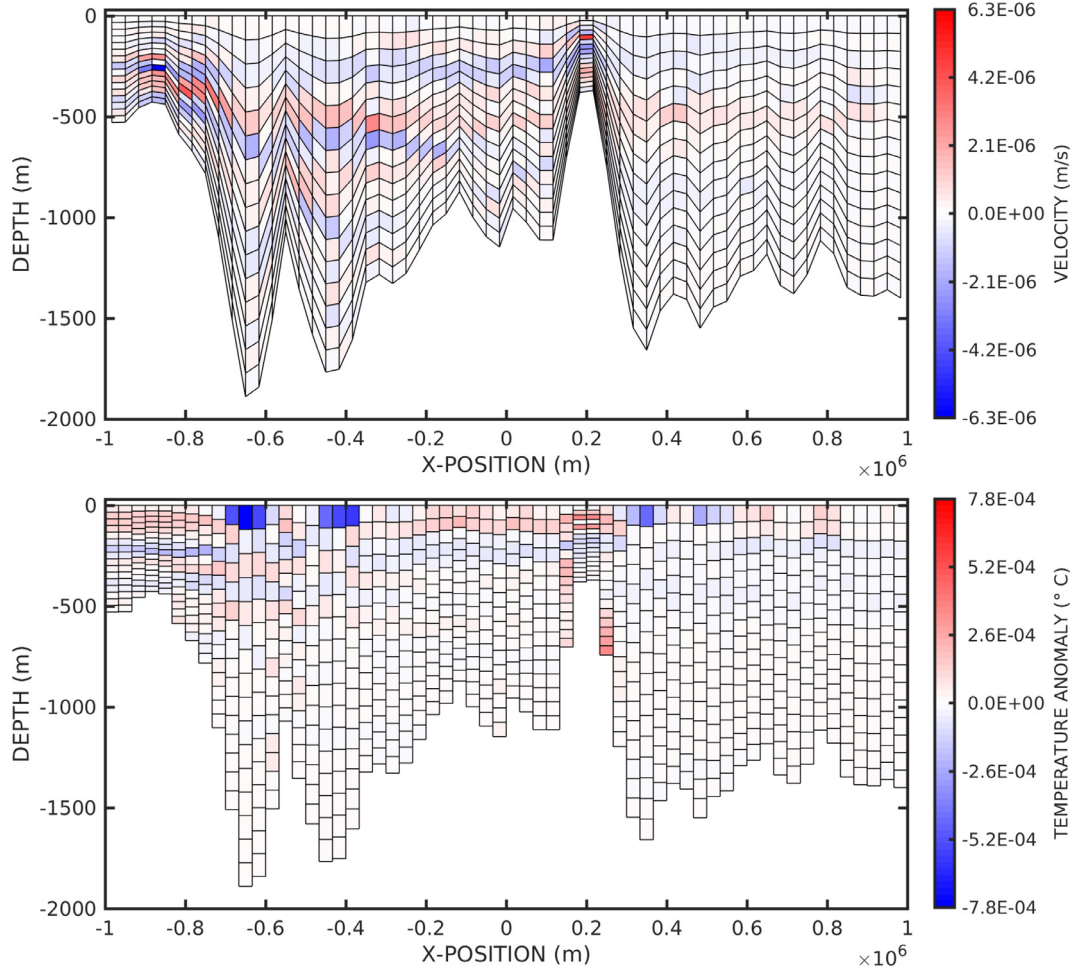 0
-500
-1000
-1500
-2000
DEPTH (m)
-1 -0.8 -0.6 -0.4 -0.2 0 0.2 0.4 0.6 0.8 1
X-POSITION (m)
×10⁶
6.3E-06
4.2E-06
2.1E-06
0.0E+00
-2.1E-06
-4.2E-06
-6.3E-06
VELOCITY (m/s)
0
-500
-1000
-1500
-2000
DEPTH (m)
-1 -0.8 -0.6 -0.4 -0.2 0 0.2 0.4 0.6 0.8 1
X-POSITION (m)
×10⁶
7.8E-04
5.2E-04
2.6E-04
0.0E+00
-2.6E-04
-5.2E-04
-7.8E-04
TEMPERATURE ANOMALY (° C)